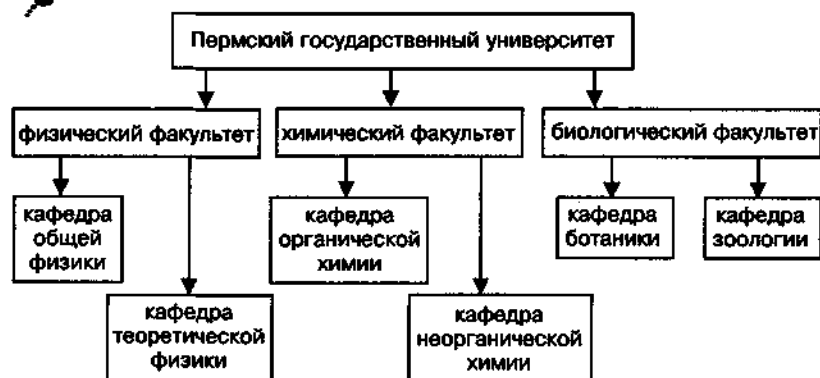 Пермский государственный университет
физический факультет
химический факультет
биологический факультет
кафедра
общей
физики
кафедра
теоретической
физики
кафедра
органической
химии
кафедра
неорганической
химии
кафедра
ботаники
кафедра
зоологии